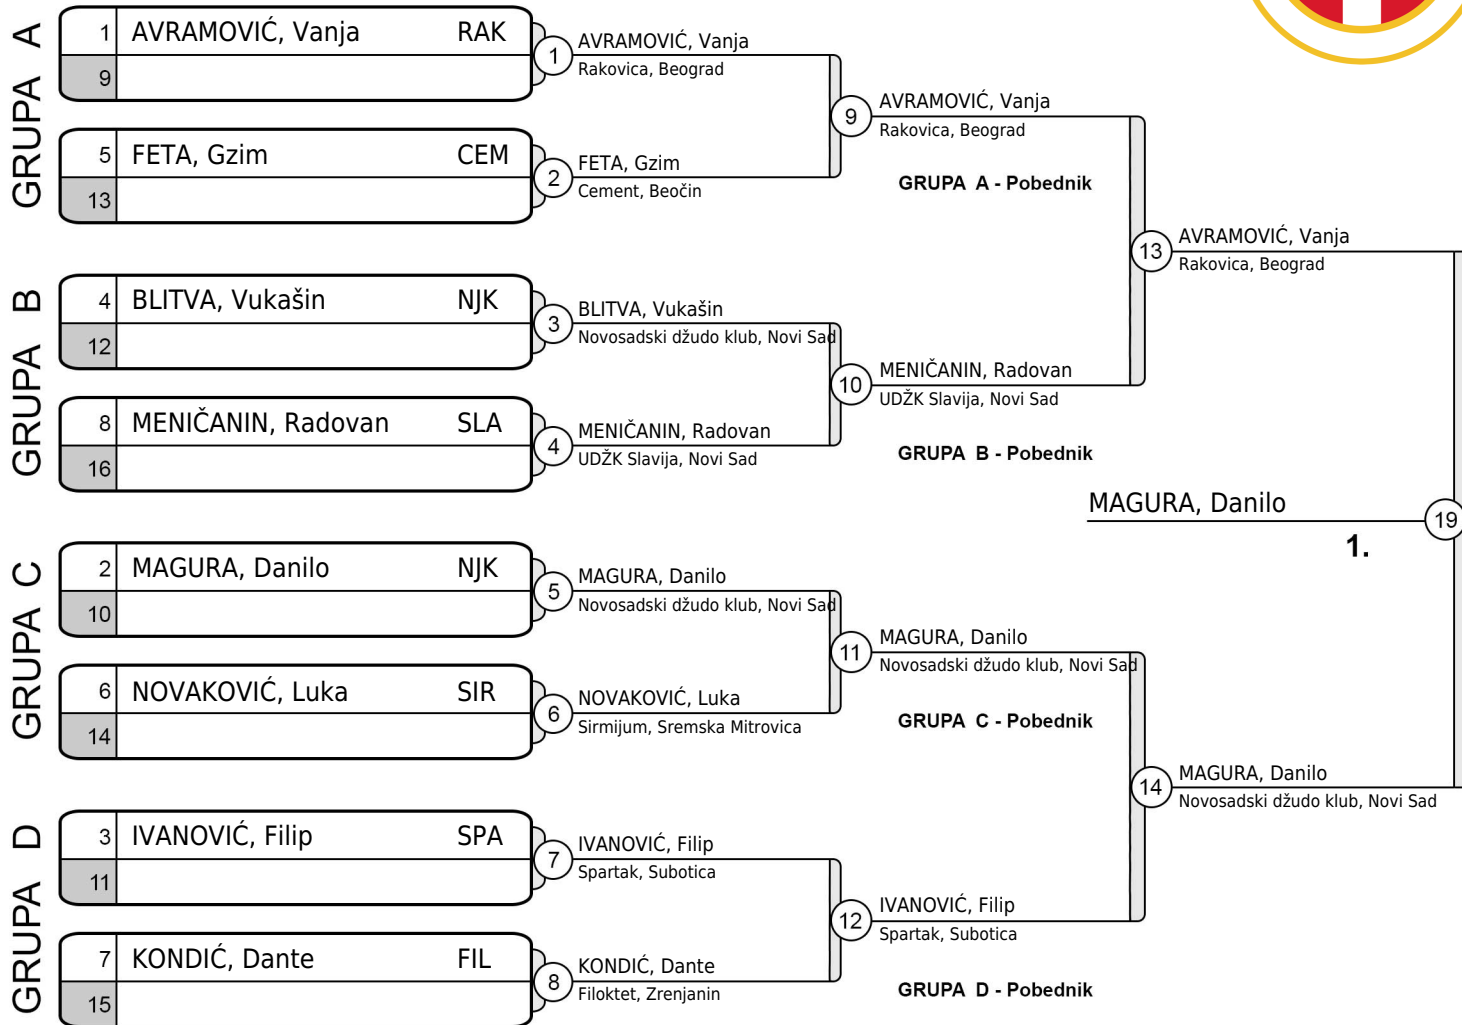 GRUPA A
1 AVRAMOVIĆ, Vanja RAK
9
5 FETA, Gzim CEM
13
1
AVRAMOVIĆ, Vanja
Rakovica, Beograd
2
FETA, Gzim
Cement, Beočin
9
AVRAMOVIĆ, Vanja
Rakovica, Beograd
GRUPA A - Pobednik
GRUPA B
4 BLITVA, Vukašin NJK
12
8 MENIČANIN, Radovan SLA
16
3
BLITVA, Vukašin
Novosadski džudo klub, Novi Sad
4
MENIČANIN, Radovan
UDŽK Slavija, Novi Sad
10
MENIČANIN, Radovan
UDŽK Slavija, Novi Sad
GRUPA B - Pobednik
13
AVRAMOVIĆ, Vanja
Rakovica, Beograd
GRUPA C
2 MAGURA, Danilo NJK
10
6 NOVAKOVIĆ, Luka SIR
14
5
MAGURA, Danilo
Novosadski džudo klub, Novi Sad
6
NOVAKOVIĆ, Luka
Sirmijum, Sremska Mitrovica
11
MAGURA, Danilo
Novosadski džudo klub, Novi Sad
GRUPA C - Pobednik
GRUPA D
3 IVANOVIĆ, Filip SPA
11
7 KONDIĆ, Dante FIL
15
7
IVANOVIĆ, Filip
Spartak, Subotica
8
KONDIĆ, Dante
Filoktet, Zrenjanin
12
IVANOVIĆ, Filip
Spartak, Subotica
GRUPA D - Pobednik
14
MAGURA, Danilo
Novosadski džudo klub, Novi Sad
MAGURA, Danilo
19
1.